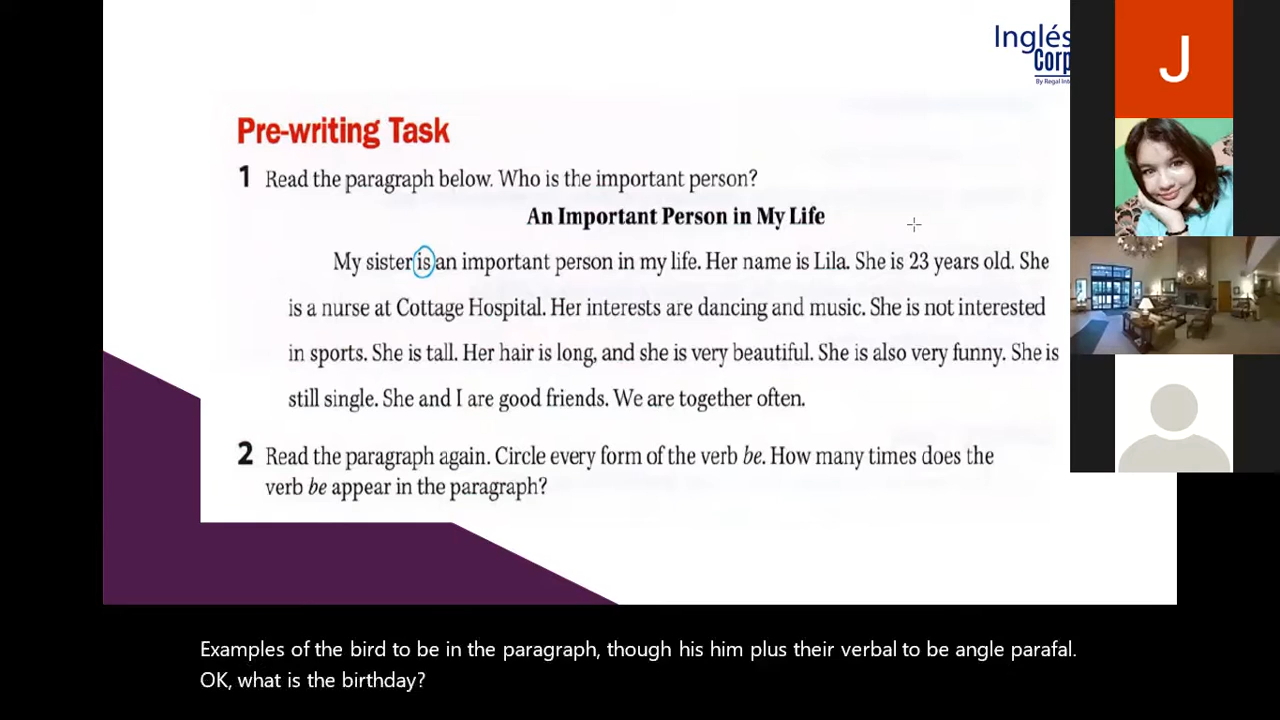 Inglés
Corp
By Regal Int
J
Pre-writing Task
1 Read the paragraph below. Who is the important person?
An Important Person in My Life
My sister is an important person in my life. Her name is Lila. She is 23 years old. She
is a nurse at Cottage Hospital. Her interests are dancing and music. She is not interested
in sports. She is tall. Her hair is long, and she is very beautiful. She is also very funny. She is
still single. She and I are good friends. We are together often.
2 Read the paragraph again. Circle every form of the verb be. How many times does the
verb be appear in the paragraph?
Examples of the bird to be in the paragraph, though his him plus their verbal to be angle parafal.
OK, what is the birthday?